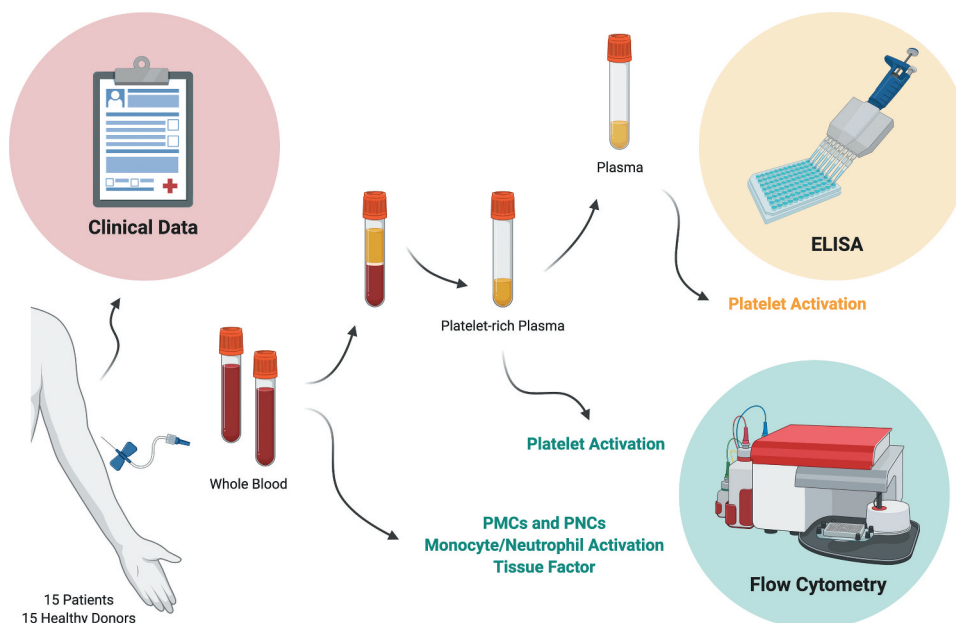 Clinical Data
Plasma
ELISA
Platelet-rich Plasma
Platelet Activation
Platelet Activation
Whole Blood
PMCs and PNCs
Monocyte/Neutrophil Activation
Tissue Factor
Flow Cytometry
15 Patients
15 Healthy Donors